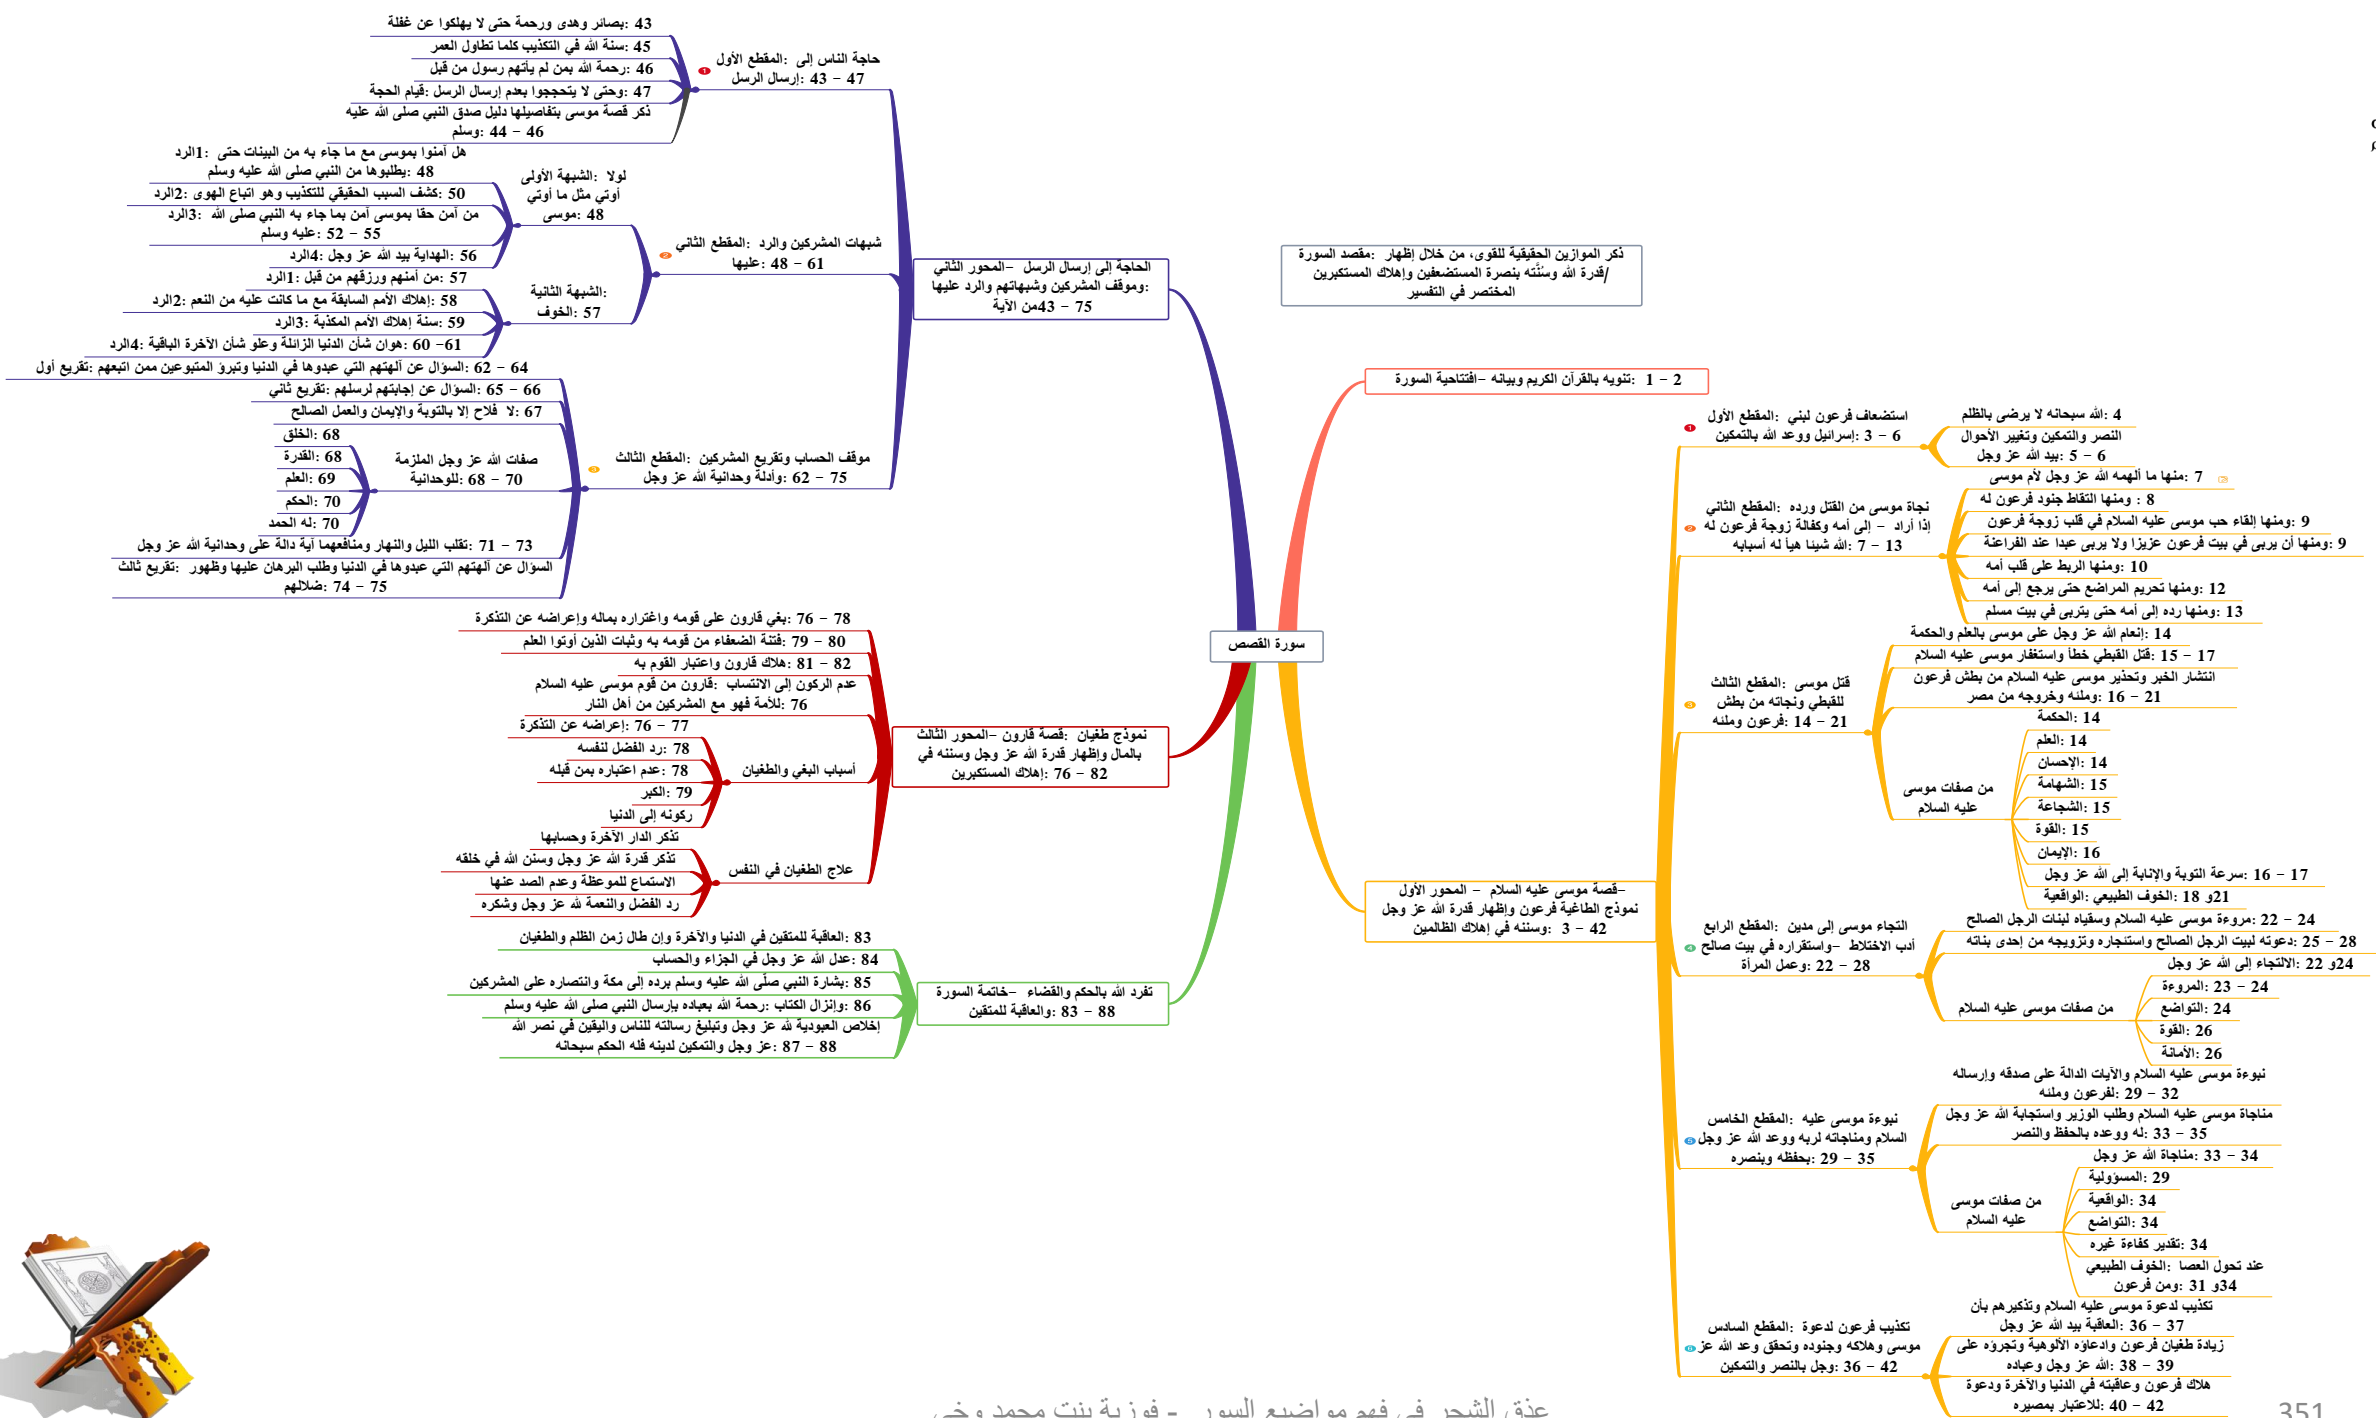 ذكر الموازين الحقيقية للقوى، من خلال إظهار :مقصد السورة
/قدرة الله وسُنَّته بنصرة المستضعفين وإهلاك المستكبرين
المختصر في التفسير
سورة القصص
2 – 1 :تنويه بالقرآن الكريم وبيانه –افتتاحية السورة
–قصة موسى عليه السلام – المحور الأول
نموذج الطاغية فرعون وإظهار قدرة الله عز وجل
42 – 3 :وسننه في إهلاك الظالمين
استضعاف فرعون لبني :المقطع الأول
6 – 3 :إسرائيل ووعد الله بالتمكين
4 :الله سبحانه لا يرضى بالظلم
النصر والتمكين وتغيير الأحوال
6 – 5 :بيد الله عز وجل
نجاة موسى من القتل ورده :المقطع الثاني
إذا أراد – إلى أمه وكفالة زوجة فرعون له
13 – 7 :الله شيئا هيأ له أسبابه
7 :منها ما ألهمه الله عز وجل لأم موسى
8 : ومنها التقاط جنود فرعون له
9 :ومنها إلقاء حب موسى عليه السلام في قلب زوجة فرعون
9 :ومنها أن يربى في بيت فرعون عزيزا ولا يربى عبدا عند الفراعنة
10 :ومنها الربط على قلب أمه
12 :ومنها تحريم المراضع حتى يرجع إلى أمه
13 :ومنها رده إلى أمه حتى يتربى في بيت مسلم
قتل موسى :المقطع الثالث
للقبطي ونجاته من بطش
21 – 14 :فرعون وملئه
14 :إنعام الله عز وجل على موسى بالعلم والحكمة
17 – 15 :قتل القبطي خطأ واستغفار موسى عليه السلام
انتشار الخبر وتحذير موسى عليه السلام من بطش فرعون
21 – 16 :وملئه وخروجه من مصر
من صفات موسى
عليه السلام
14 :الحكمة
14 :العلم
14 :الإحسان
15 :الشهامة
15 :الشجاعة
15 :القوة
16 :الإيمان
17 – 16 :سرعة التوبة والإنابة إلى الله عز وجل
21و 18 :الخوف الطبيعي :الواقعية
التجاء موسى إلى مدين :المقطع الرابع
أدب الاختلاط –واستقراره في بيت صالح
28 – 22 :وعمل المرأة
24 – 22 :مروءة موسى عليه السلام وسقياه لبنات الرجل الصالح
28 – 25 :دعوته لبيت الرجل الصالح واستئجاره وتزويجه من إحدى بناته
24و 22 :الالتجاء إلى الله عز وجل
من صفات موسى عليه السلام
24 – 23 :المروءة
24 :التواضع
26 :القوة
26 :الأمانة
نبوءة موسى عليه :المقطع الخامس
السلام ومناجاته لربه ووعد الله عز وجل
35 – 29 :بحفظه وبنصره
نبوءة موسى عليه السلام والآيات الدالة على صدقه وإرساله
32 – 29 :لفرعون وملئه
مناجاة موسى عليه السلام وطلب الوزير واستجابة الله عز وجل
35 – 33 :له ووعده بالحفظ والنصر
من صفات موسى
عليه السلام
34 – 33 :مناجاة الله عز وجل
29 :المسؤولية
34 :الواقعية
34 :التواضع
34 :تقدير كفاءة غيره
عند تحول العصا :الخوف الطبيعي
34و 31 :ومن فرعون
تكذيب فرعون لدعوة :المقطع السادس
موسى وهلاكه وجنوده وتحقق وعد الله عز
42 – 36 :وجل بالنصر والتمكين
تكذيب لدعوة موسى عليه السلام وتذكيرهم بأن
37 – 36 :العاقبة بيد الله عز وجل
زيادة طغيان فرعون وادعاؤه الألوهية وتجرؤه على
39 – 38 :الله عز وجل وعباده
هلاك فرعون وعاقبته في الدنيا والآخرة ودعوة
42 – 40 :للاعتبار بمصيره
الحاجة إلى إرسال الرسل –المحور الثاني
:وموقف المشركين وشبهاتهم والرد عليها
75 – 43من الآية
حاجة الناس إلى :المقطع الأول
47 – 43 :إرسال الرسل
43 :بصائر وهدى ورحمة حتى لا يهلكوا عن غفلة
45 :سنة الله في التكذيب كلما تطاول العمر
46 :رحمة الله بمن لم يأتهم رسول من قبل
47 :وحتى لا يتحججوا بعدم إرسال الرسل :قيام الحجة
ذكر قصة موسى بتفاصيلها دليل صدق النبي صلى الله عليه
46 – 44 :وسلم
شبهات المشركين والرد :المقطع الثاني
61 – 48 :عليها
لولا :الشبهة الأولى
أوتي مثل ما أوتي
48 :موسى
هل آمنوا بموسى مع ما جاء به من البينات حتى :1الرد
48 :يطلبوها من النبي صلى الله عليه وسلم
50 :كشف السبب الحقيقي للتكذيب وهو اتباع الهوى :2الرد
من آمن حقا بموسى آمن بما جاء به النبي صلى الله :3الرد
55 – 52 :عليه وسلم
56 :الهداية بيد الله عز وجل :4الرد
:الشبهة الثانية
57 :الخوف
57 :من أمنهم ورزقهم من قبل :1الرد
58 :إهلاك الأمم السابقة مع ما كانت عليه من النعم :2الرد
59 :سنة إهلاك الأمم المكذبة :3الرد
61– 60 :هوان شأن الدنيا الزائلة وعلو شأن الآخرة الباقية :4الرد
موقف الحساب وتقريع المشركين :المقطع الثالث
75 – 62 :وأدلة وحدانية الله عز وجل
64 – 62 :السؤال عن آلهتهم التي عبدوها في الدنيا وتبرؤ المتبوعين ممن اتبعهم :تقريع أول
66 – 65 :السؤال عن إجابتهم لرسلهم :تقريع ثاني
67 :لا فلاح إلا بالتوبة والإيمان والعمل الصالح
صفات الله عز وجل الملزمة
70 – 68 :للوحدانية
68 :الخلق
68 :القدرة
69 :العلم
70 :الحكم
70 :له الحمد
73 – 71 :تقلب الليل والنهار ومنافعهما آية دالة على وحدانية الله عز وجل
السؤال عن آلهتهم التي عبدوها في الدنيا وطلب البرهان عليها وظهور :تقريع ثالث
75 – 74 :ضلالهم
نموذج طغيان :قصة قارون –المحور الثالث
بالمال وإظهار قدرة الله عز وجل وسننه في
82 – 76 :إهلاك المستكبرين
78 – 76 :بغي قارون على قومه واغتراره بماله وإعراضه عن التذكرة
80 – 79 :فتنة الضعفاء من قومه به وثبات الذين أوتوا العلم
82 – 81 :هلاك قارون واعتبار القوم به
عدم الركون إلى الانتساب :قارون من قوم موسى عليه السلام
76 :للأمة فهو مع المشركين من أهل النار
أسباب البغي والطغيان
77 – 76 :إعراضه عن التذكرة
78 :رد الفضل لنفسه
78 :عدم اعتباره بمن قبله
79 :الكبر
ركونه إلى الدنيا
علاج الطغيان في النفس
تذكر الدار الآخرة وحسابها
تذكر قدرة الله عز وجل وسنن الله في خلقه
الاستماع للموعظة وعدم الصد عنها
رد الفضل والنعمة لله عز وجل وشكره
تفرد الله بالحكم والقضاء –خاتمة السورة
88 – 83 :والعاقبة للمتقين
83 :العاقبة للمتقين في الدنيا والآخرة وإن طال زمن الظلم والطغيان
84 :عدل الله عز وجل في الجزاء والحساب
85 :بشارة النبي صلّى الله عليه وسلم برده إلى مكة وانتصاره على المشركين
86 :وإنزال الكتاب :رحمة الله بعباده بإرسال النبي صلى الله عليه وسلم
إخلاص العبودية لله عز وجل وتبليغ رسالته للناس واليقين في نصر الله
88 – 87 :عز وجل والتمكين لدينه فله الحكم سبحانه
عذق الشجر في فهم مواضيع السور - فوزية بنت محمد وخي
351